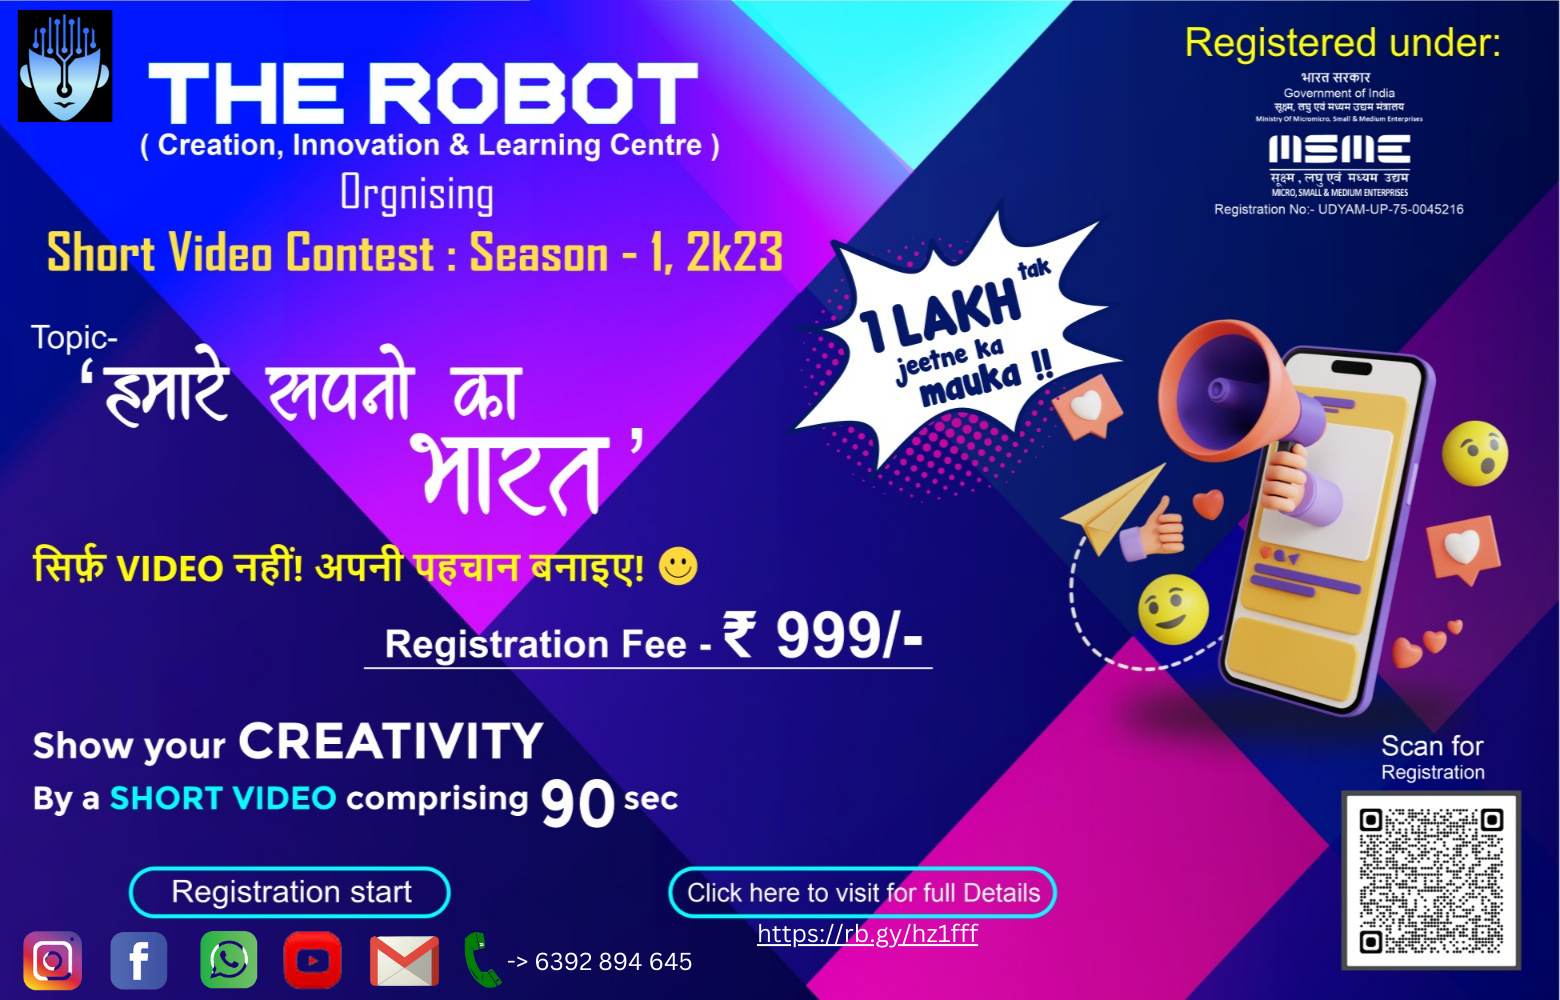 THE ROBOT
( Creation, Innovation & Learning Centre )
Orgnising
Short Video Contest : Season - 1, 2k23
Registered under:
भारत सरकार
Government of India
सूक्ष्म, लघु एवं मध्यम उद्यम मंत्रालय
Ministry Of Micromicro, Small & Medium Enterprises
MSME
सूक्ष्म , लघु एवं मध्यम उद्यम
MICRO, SMALL & MEDIUM ENTERPRISES
Registration No:- UDYAM-UP-75-0045216
1 LAKH tak
jeetne ka
mauka !!
Topic-
‘हमारे सपनो का
भारत’
सिर्फ़ VIDEO नहीं! अपनी पहचान बनाइए! 🙂
Registration Fee - ₹ 999/-
Show your CREATIVITY
By a SHORT VIDEO comprising 90 sec
Scan for
Registration
Registration start
Click here to visit for full Details
https://rb.gy/hz1fff
-> 6392 894 645